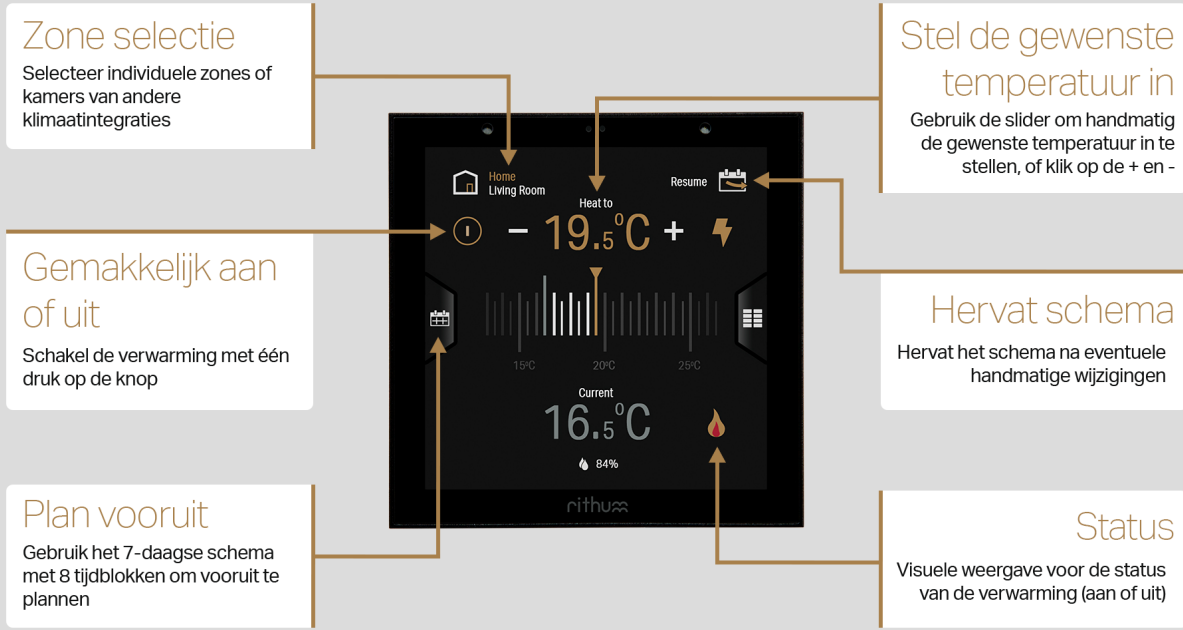 Zone selectie
Selecteer individuele zones of
kamers van andere
klimaatintegraties
Stel de gewenste
temperatuur in
Gebruik de slider om handmatig
de gewenste temperatuur in te
stellen, of klik op de + en -
Home
Living Room
Resume
Heat to
− 19.5°C +
15°C 20°C 25°C
Current
16.5°C
84%
rithum
Gemakkelijk aan
of uit
Schakel de verwarming met één
druk op de knop
Hervat schema
Hervat het schema na eventuele
handmatige wijzigingen
Plan vooruit
Gebruik het 7-daagse schema
met 8 tijdblokken om vooruit te
plannen
Status
Visuele weergave voor de status
van de verwarming (aan of uit)